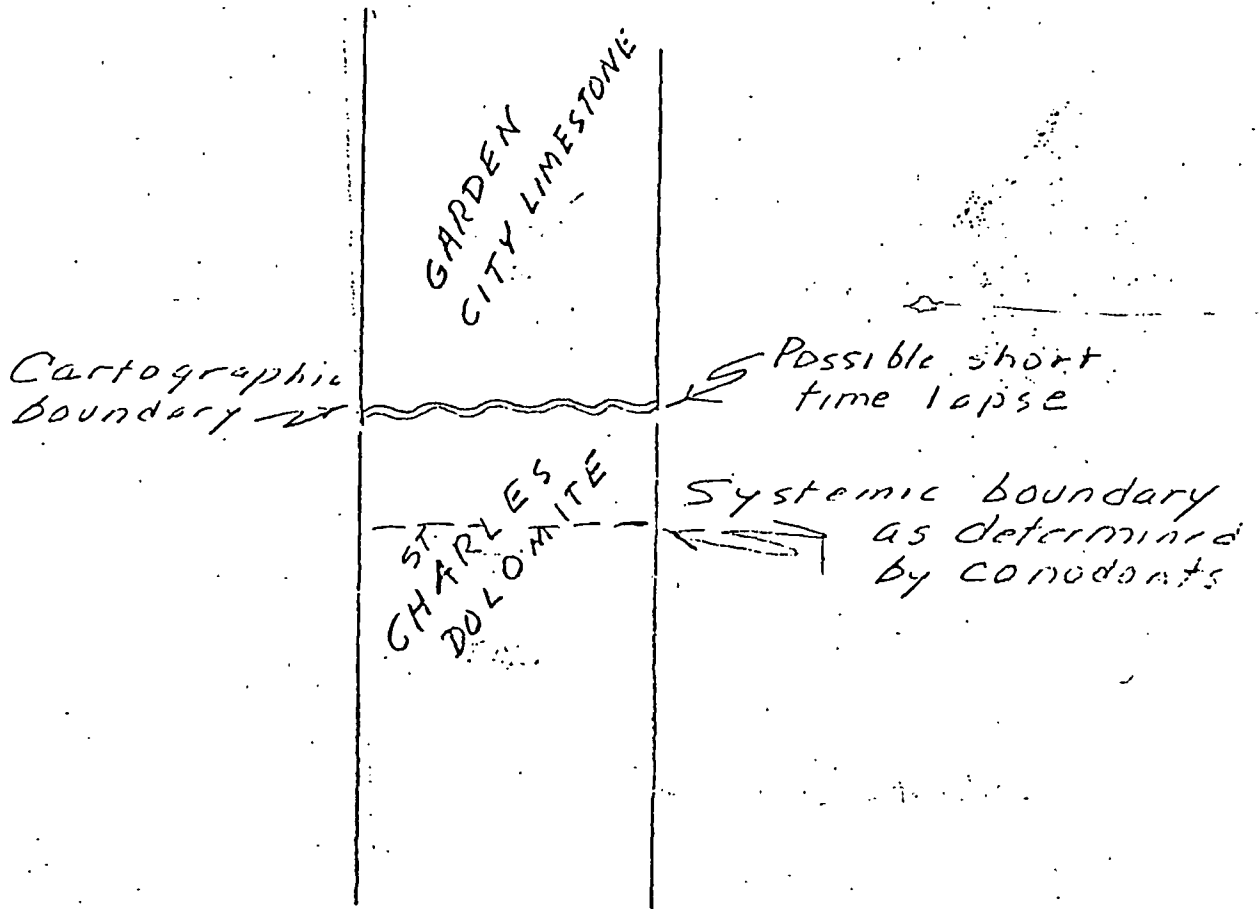 GARDEN
CITY LIMESTONE
Cartographic
boundary
Possible short
time lapse
ST.
CHARLES
DOLOMITE
Systemic boundary
as determined
by conodonts